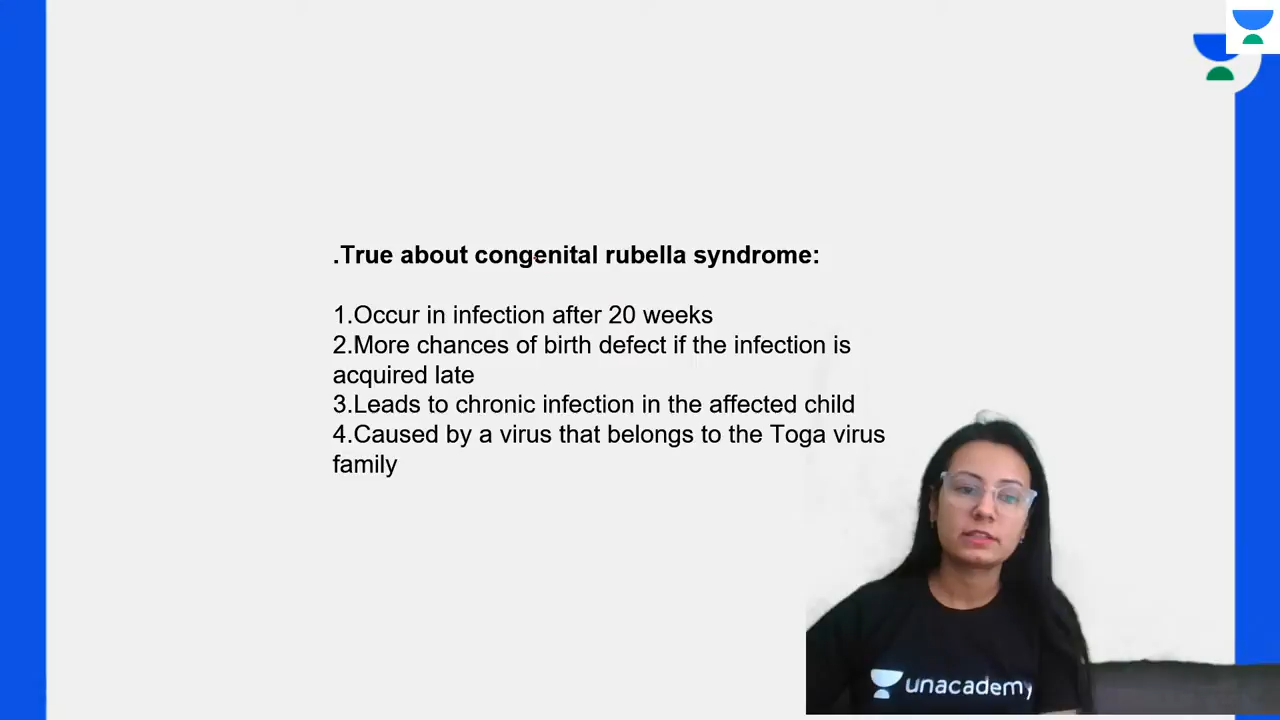 .True about congenital rubella syndrome:
1.Occur in infection after 20 weeks
2.More chances of birth defect if the infection is
acquired late
3.Leads to chronic infection in the affected child
4.Caused by a virus that belongs to the Toga virus
family
unacademy